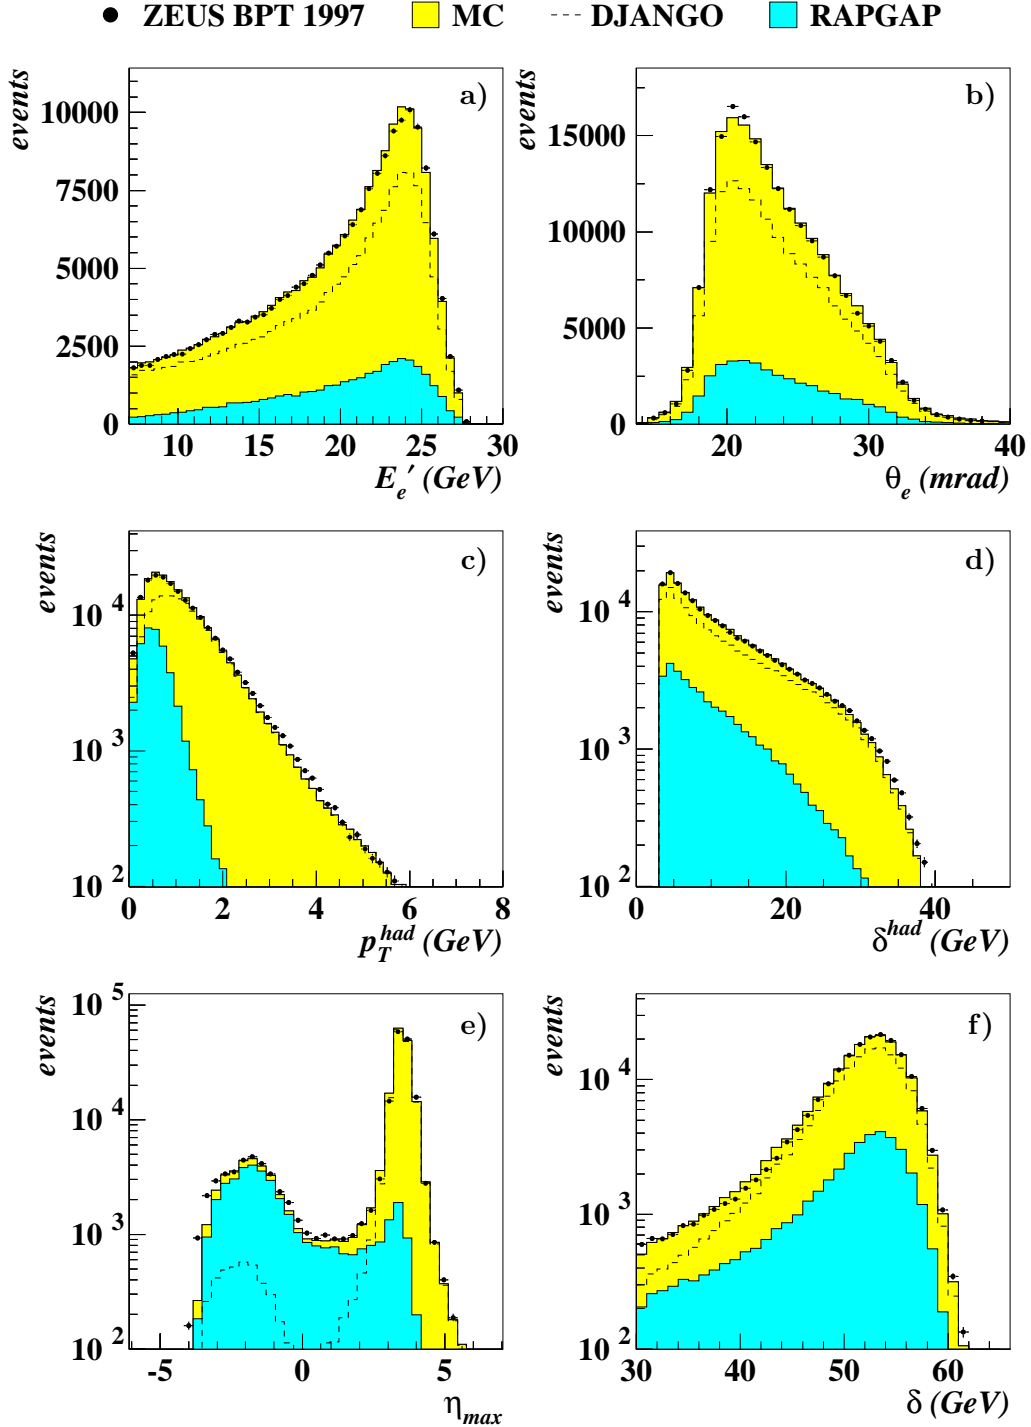 ZEUS BPT 1997 MC DJANGO RAPGAP
events
a)
10000
7500
5000
2500
0
10 15 20 25 30
E_e′ (GeV)
events
b)
15000
10000
5000
0
20 30 40
θ_e (mrad)
events
c)
10^4
10^3
10^2
0 2 4 6 8
p_T^had (GeV)
events
d)
10^4
10^3
10^2
0 20 40
δ^had (GeV)
events
e)
10^5
10^4
10^3
10^2
-5 0 5
η_max
events
f)
10^4
10^3
10^2
30 40 50 60
δ (GeV)